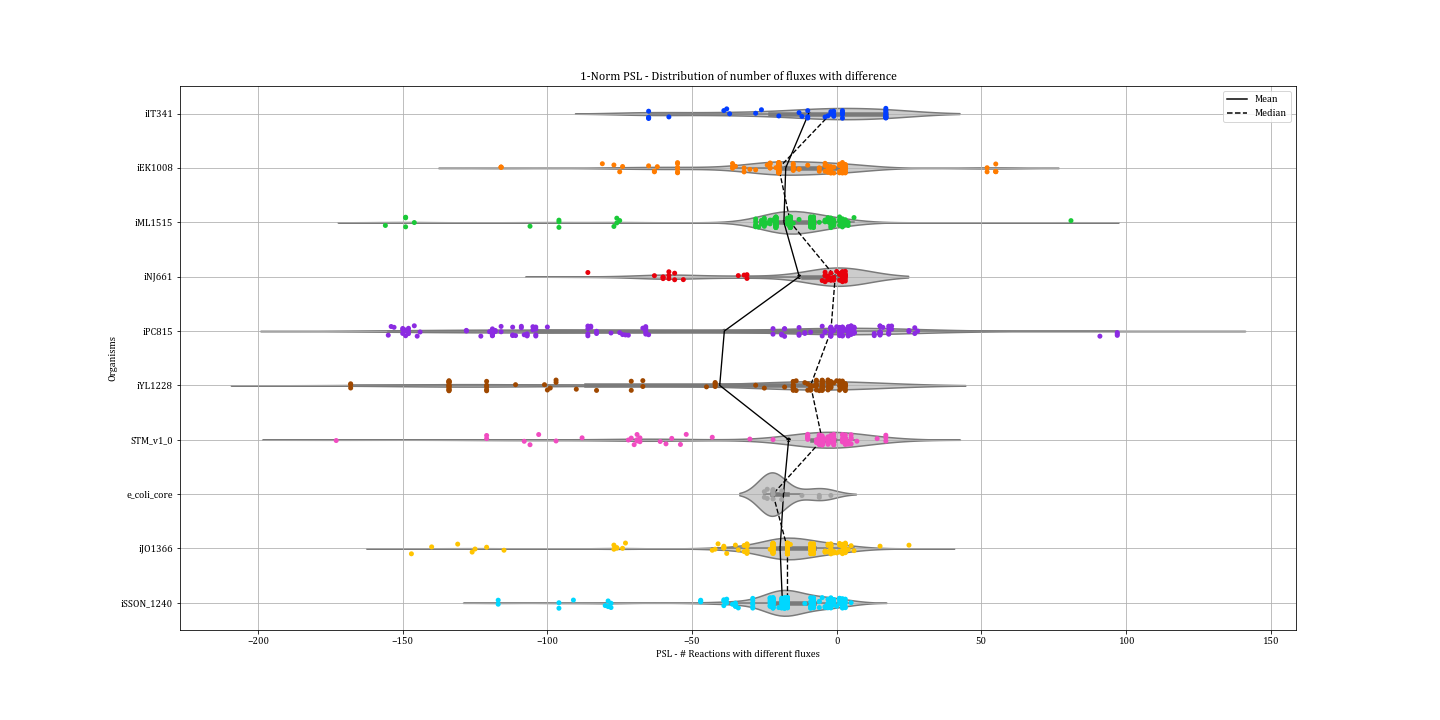 1-Norm PSL - Distribution of number of fluxes with difference
Mean
Median
Organisms
iIT341
iEK1008
iML1515
iNJ661
iPC815
iYL1228
STM_v1_0
e_coli_core
iJO1366
iSSON_1240
−200 −150 −100 −50 0 50 100 150
PSL - # Reactions with different fluxes